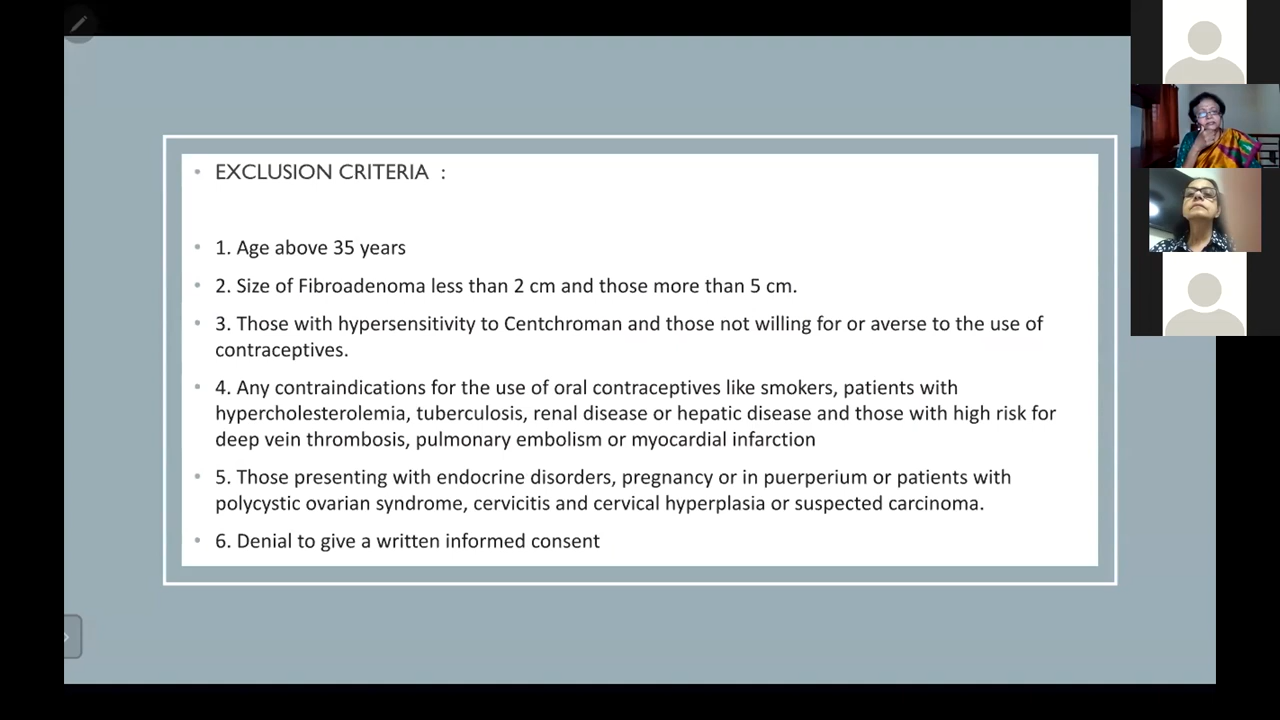 EXCLUSION CRITERIA :
1. Age above 35 years
2. Size of Fibroadenoma less than 2 cm and those more than 5 cm.
3. Those with hypersensitivity to Centchroman and those not willing for or averse to the use of
contraceptives.
4. Any contraindications for the use of oral contraceptives like smokers, patients with
hypercholesterolemia, tuberculosis, renal disease or hepatic disease and those with high risk for
deep vein thrombosis, pulmonary embolism or myocardial infarction
5. Those presenting with endocrine disorders, pregnancy or in puerperium or patients with
polycystic ovarian syndrome, cervicitis and cervical hyperplasia or suspected carcinoma.
6. Denial to give a written informed consent